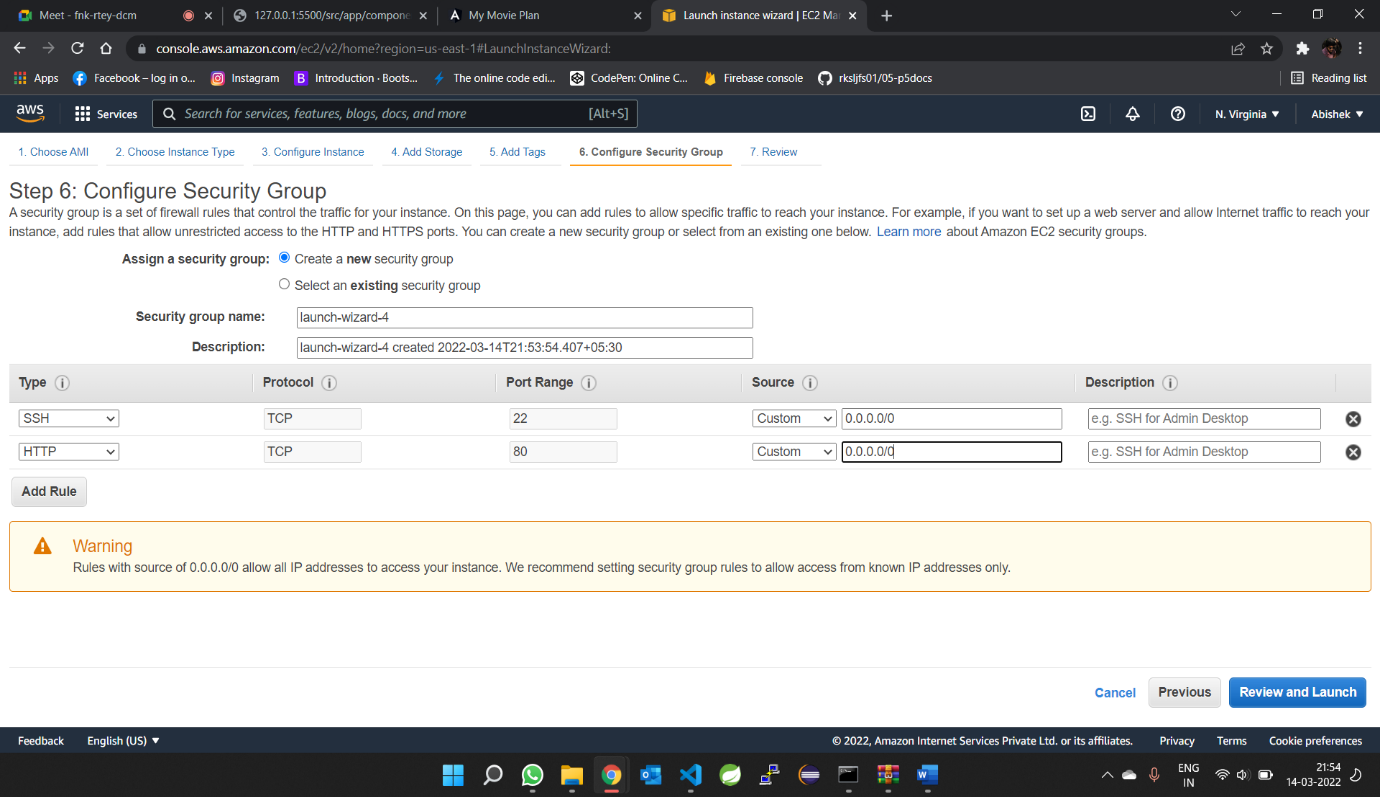 Meet - fnk-rtey-dcm
127.0.0.1:5500/src/app/compone
My Movie Plan
Launch instance wizard | EC2 Ma
console.aws.amazon.com/ec2/v2/home?region=us-east-1#LaunchInstanceWizard:
Apps
Facebook – log in o...
Instagram
Introduction · Boots...
The online code edi...
CodePen: Online C...
Firebase console
rksljfs01/05-p5docs
Reading list
aws
Services
Search for services, features, blogs, docs, and more
[Alt+S]
N. Virginia
Abishek
1. Choose AMI
2. Choose Instance Type
3. Configure Instance
4. Add Storage
5. Add Tags
6. Configure Security Group
7. Review
Step 6: Configure Security Group
A security group is a set of firewall rules that control the traffic for your instance. On this page, you can add rules to allow specific traffic to reach your instance. For example, if you want to set up a web server and allow Internet traffic to reach your
instance, add rules that allow unrestricted access to the HTTP and HTTPS ports. You can create a new security group or select from an existing one below. Learn more about Amazon EC2 security groups.
Assign a security group:
Create a new security group
Select an existing security group
Security group name:
launch-wizard-4
Description:
launch-wizard-4 created 2022-03-14T21:53:54.407+05:30
Type
Protocol
Port Range
Source
Description
SSH
TCP
22
Custom
0.0.0.0/0
e.g. SSH for Admin Desktop
HTTP
TCP
80
Custom
0.0.0.0/0
e.g. SSH for Admin Desktop
Add Rule
Warning
Rules with source of 0.0.0.0/0 allow all IP addresses to access your instance. We recommend setting security group rules to allow access from known IP addresses only.
Cancel
Previous
Review and Launch
Feedback
English (US)
© 2022, Amazon Internet Services Private Ltd. or its affiliates.
Privacy
Terms
Cookie preferences
ENG
IN
21:54
14-03-2022